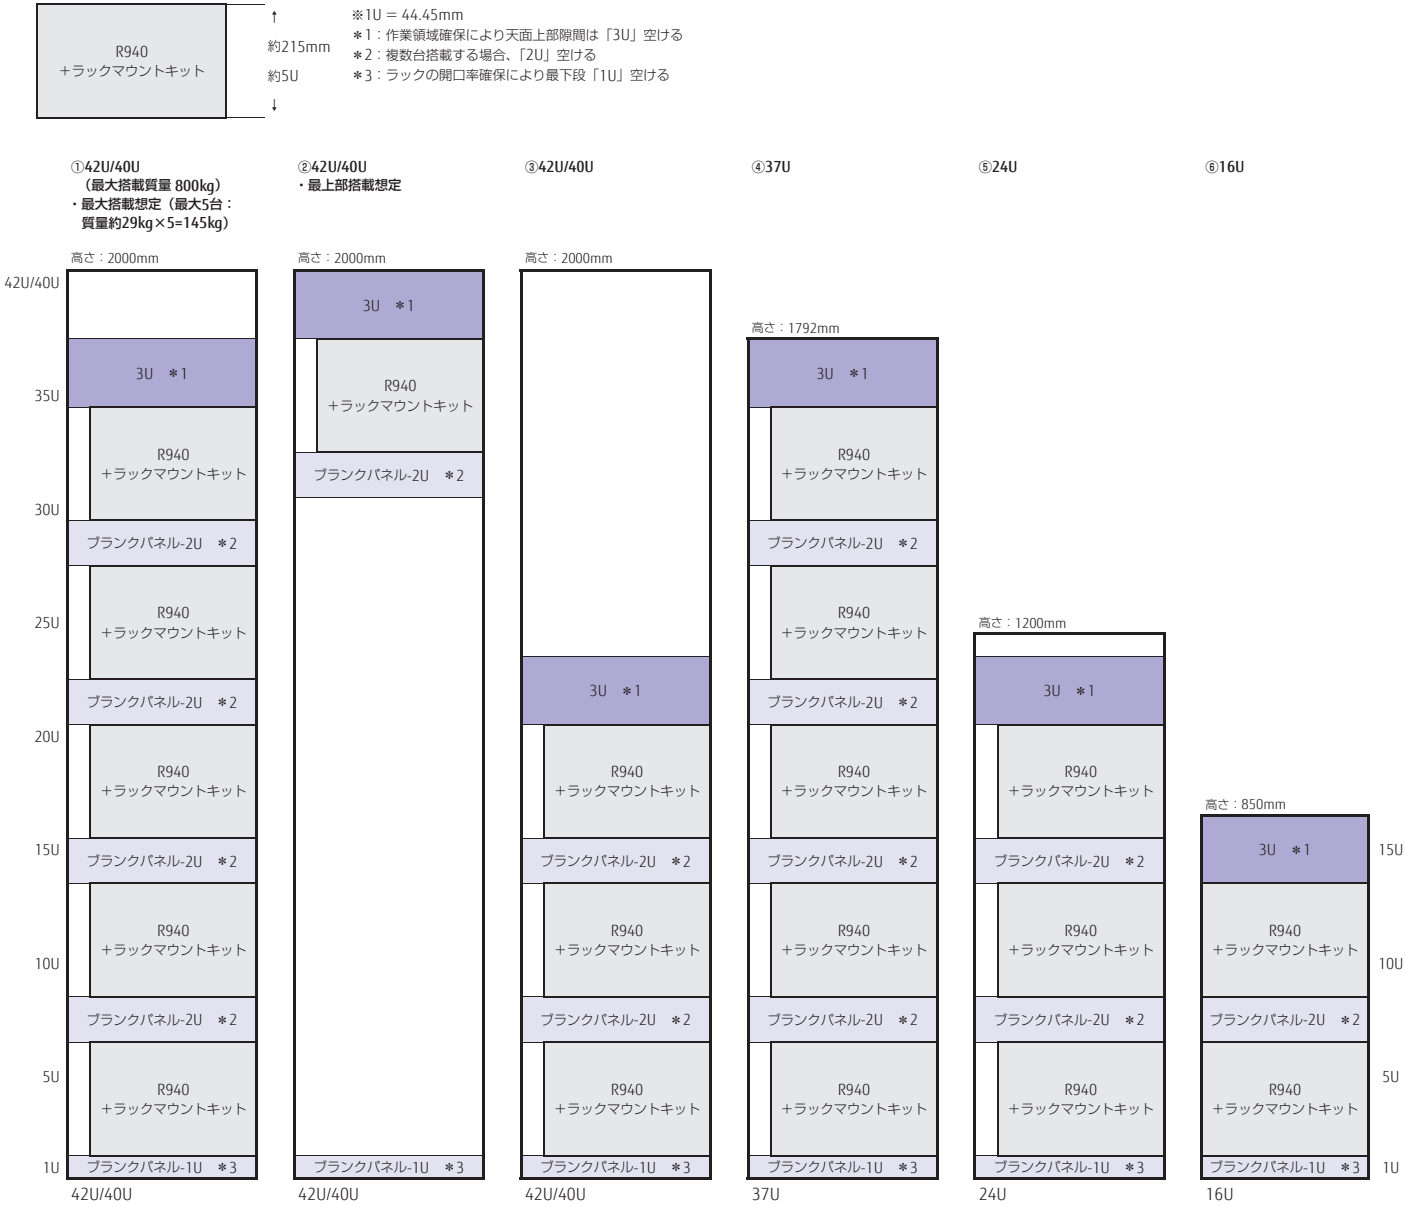 R940
＋ラックマウントキット
↑
約215mm
約5U
↓
※1U = 44.45mm
＊1：作業領域確保により天面上部隙間は「3U」空ける
＊2：複数台搭載する場合、「2U」空ける
＊3：ラックの開口率確保により最下段「1U」空ける
①42U/40U
（最大搭載質量 800kg）
・最大搭載想定（最大5台：
質量約29kg×5=145kg）
②42U/40U
・最上部搭載想定
③42U/40U
④37U
⑤24U
⑥16U
42U/40U
35U
30U
25U
20U
15U
10U
5U
1U
高さ：2000mm
3U ＊1
R940
＋ラックマウントキット
ブランクパネル-2U ＊2
R940
＋ラックマウントキット
ブランクパネル-2U ＊2
R940
＋ラックマウントキット
ブランクパネル-2U ＊2
R940
＋ラックマウントキット
ブランクパネル-2U ＊2
R940
＋ラックマウントキット
ブランクパネル-1U ＊3
42U/40U
高さ：2000mm
3U ＊1
R940
＋ラックマウントキット
ブランクパネル-2U ＊2
ブランクパネル-1U ＊3
42U/40U
高さ：2000mm
3U ＊1
R940
＋ラックマウントキット
ブランクパネル-2U ＊2
R940
＋ラックマウントキット
ブランクパネル-2U ＊2
R940
＋ラックマウントキット
ブランクパネル-1U ＊3
42U/40U
高さ：1792mm
3U ＊1
R940
＋ラックマウントキット
ブランクパネル-2U ＊2
R940
＋ラックマウントキット
ブランクパネル-2U ＊2
R940
＋ラックマウントキット
ブランクパネル-2U ＊2
R940
＋ラックマウントキット
ブランクパネル-2U ＊2
R940
＋ラックマウントキット
ブランクパネル-1U ＊3
37U
高さ：1200mm
3U ＊1
R940
＋ラックマウントキット
ブランクパネル-2U ＊2
R940
＋ラックマウントキット
ブランクパネル-2U ＊2
R940
＋ラックマウントキット
ブランクパネル-1U ＊3
24U
高さ：850mm
3U ＊1
R940
＋ラックマウントキット
ブランクパネル-2U ＊2
R940
＋ラックマウントキット
ブランクパネル-1U ＊3
16U
15U
10U
5U
1U